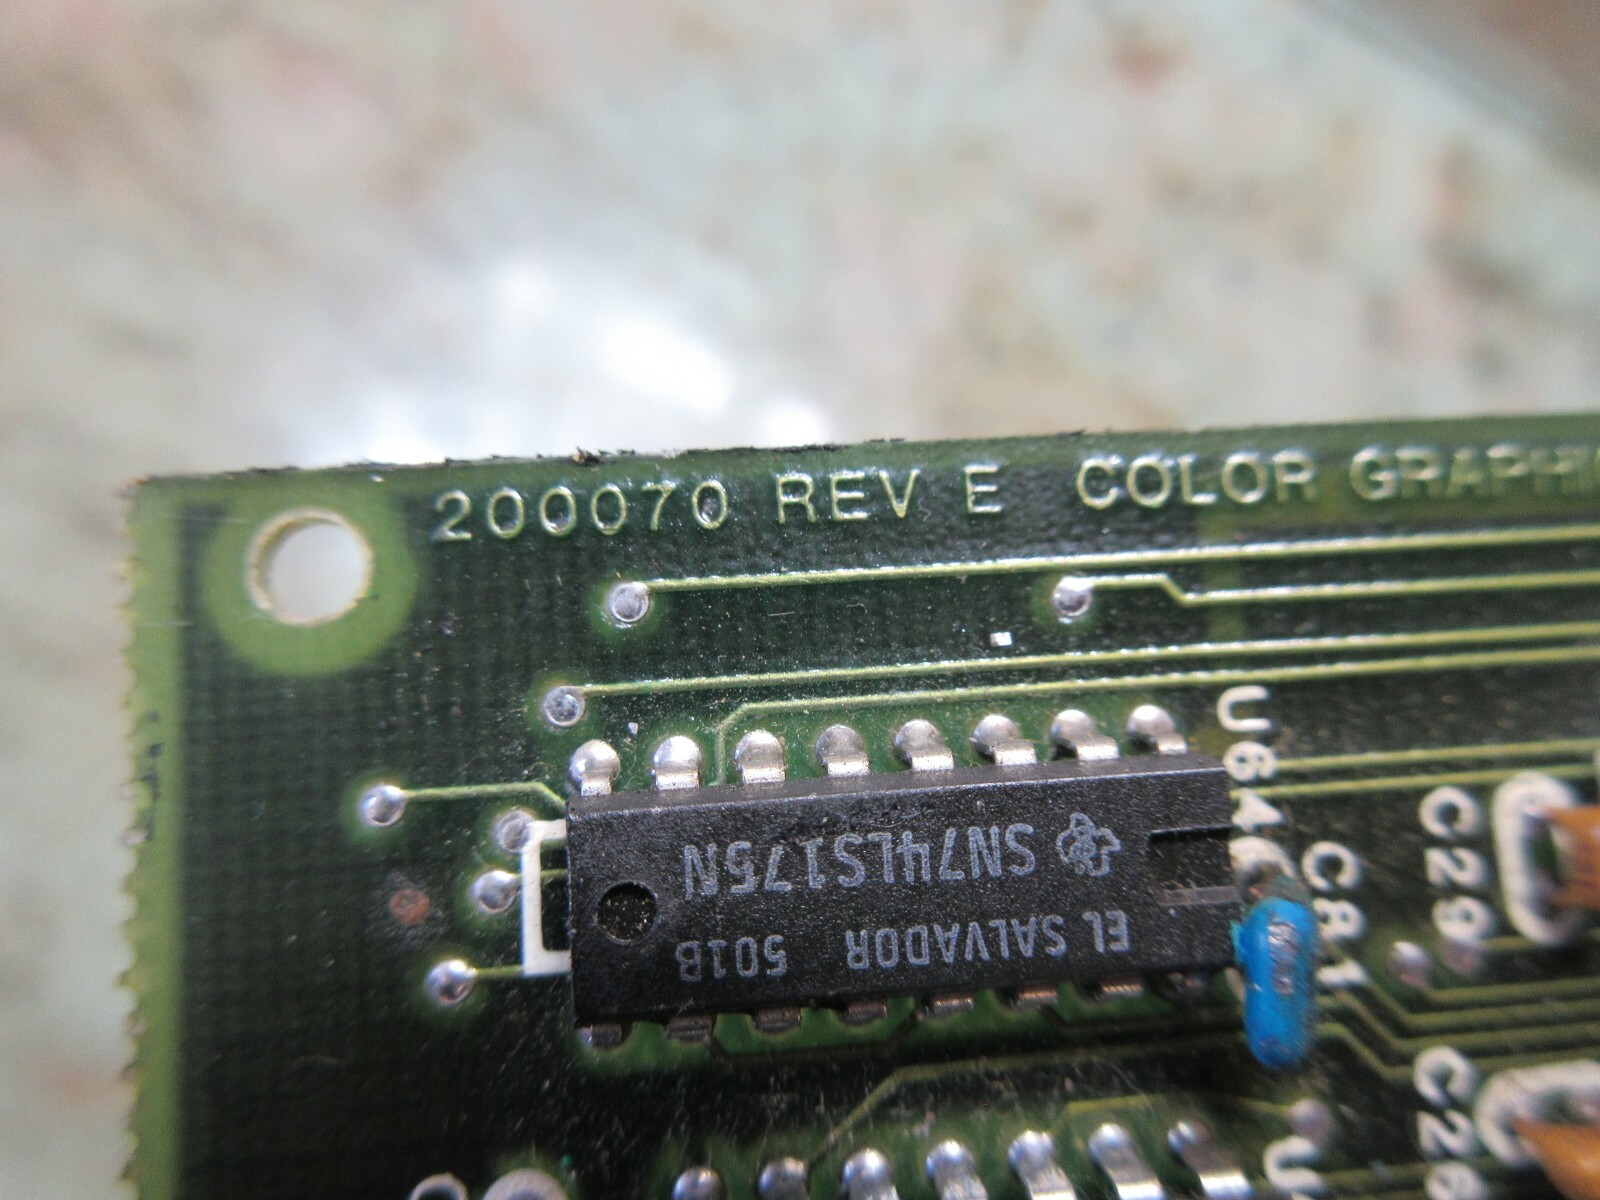 200070 REV E COLOR GRAPHI
U64
SN74LS175N
EL SALVADOR 501B
C81
C29